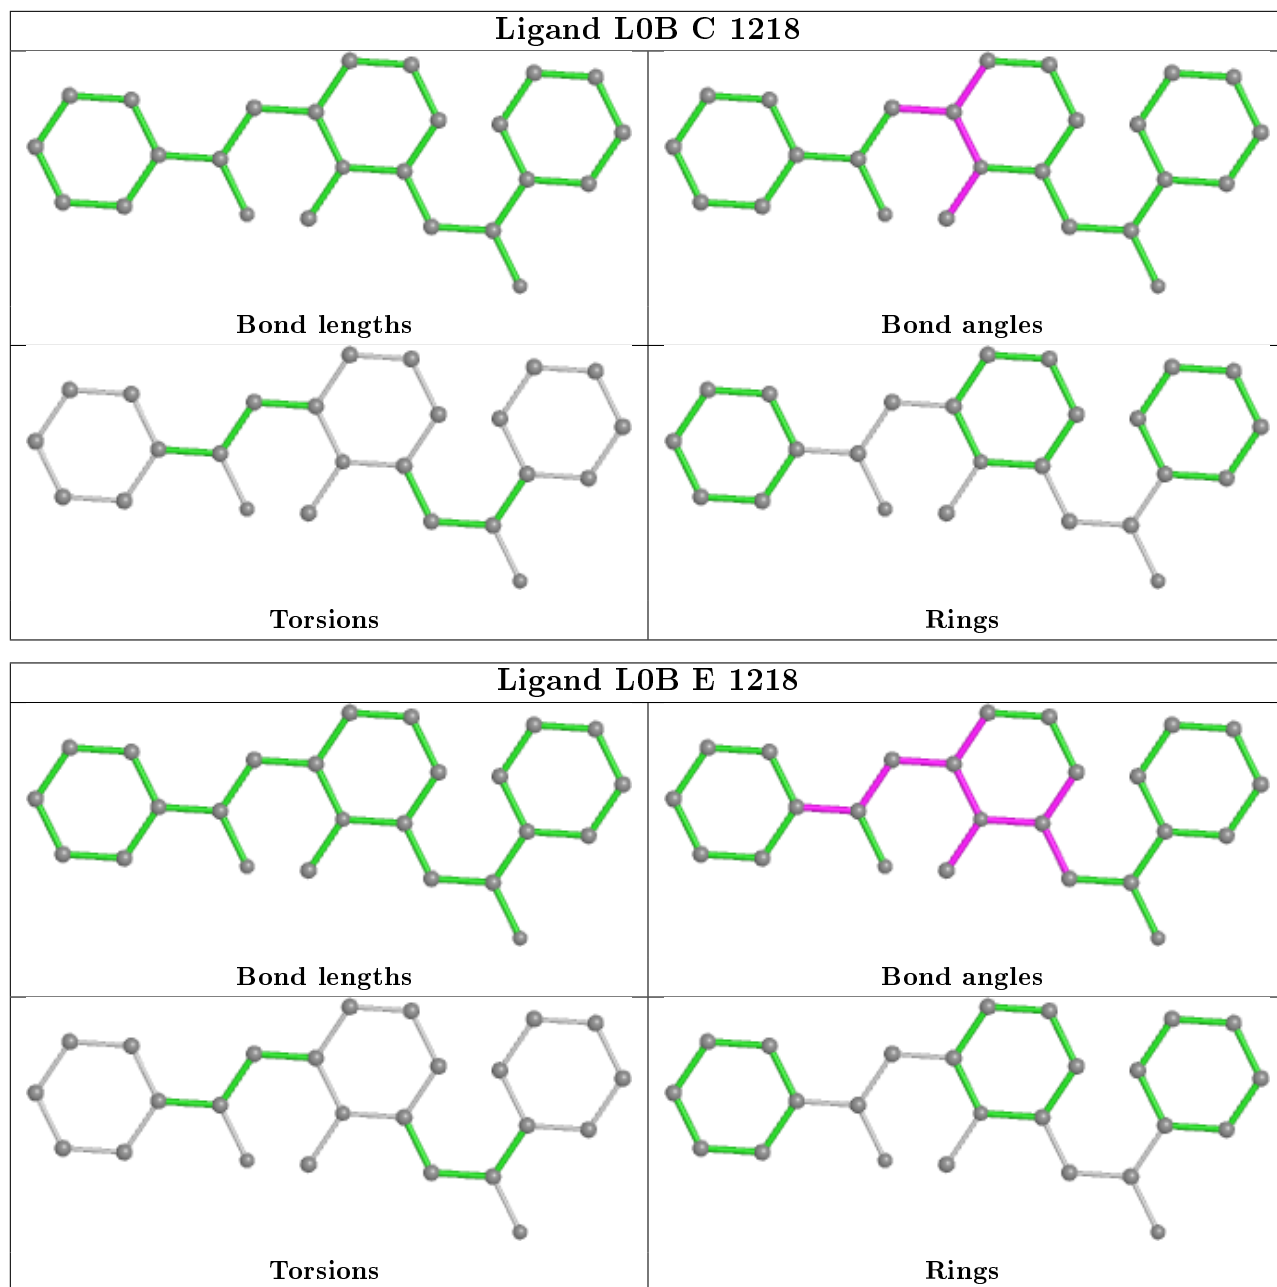 Ligand L0B C 1218
Bond lengths
Bond angles
Torsions
Rings
Ligand L0B E 1218
Bond lengths
Bond angles
Torsions
Rings